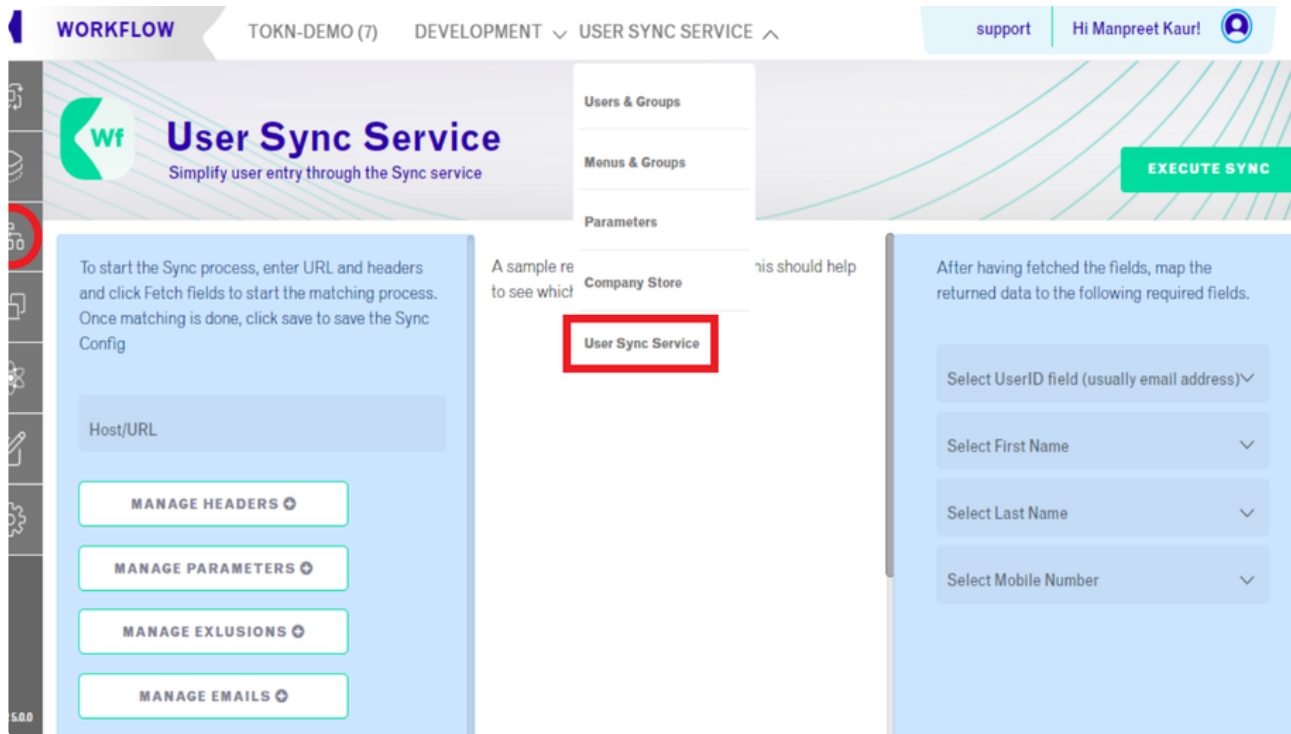 WORKFLOW
TOKN-DEMO (7)
DEVELOPMENT
USER SYNC SERVICE
support
Hi Manpreet Kaur!
Wf
User Sync Service
Simplify user entry through the Sync service
EXECUTE SYNC
Users & Groups
Menus & Groups
Parameters
Company Store
User Sync Service
To start the Sync process, enter URL and headers
and click Fetch fields to start the matching process.
Once matching is done, click save to save the Sync
Config
Host/URL
MANAGE HEADERS
MANAGE PARAMETERS
MANAGE EXLUSIONS
MANAGE EMAILS
A sample his should help
to see
After having fetched the fields, map the
returned data to the following required fields.
Select UserID field (usually email address)
Select First Name
Select Last Name
Select Mobile Number
5.0.0